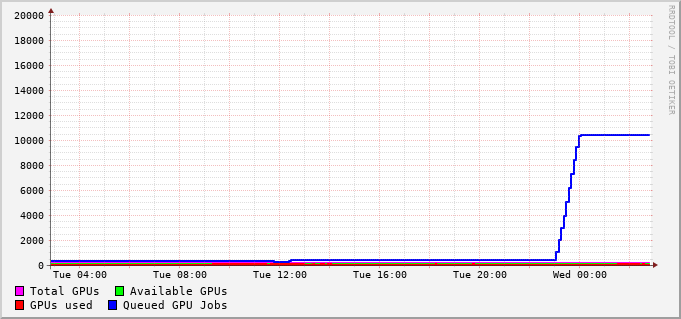 20000
18000
16000
14000
12000
10000
8000
6000
4000
2000
0
Tue 04:00 Tue 08:00 Tue 12:00 Tue 16:00 Tue 20:00 Wed 00:00
Total GPUs Available GPUs
GPUs used Queued GPU Jobs
RRDTOOL / TOBI OETIKER